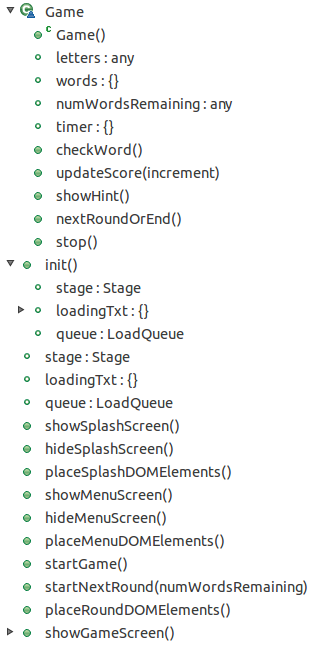 Game
Game()
letters : any
words : {}
numWordsRemaining : any
timer : {}
checkWord()
updateScore(increment)
showHint()
nextRoundOrEnd()
stop()
init()
stage : Stage
loadingTxt : {}
queue : LoadQueue
stage : Stage
loadingTxt : {}
queue : LoadQueue
showSplashScreen()
hideSplashScreen()
placeSplashDOMElements()
showMenuScreen()
hideMenuScreen()
placeMenuDOMElements()
startGame()
startNextRound(numWordsRemaining)
placeRoundDOMElements()
showGameScreen()